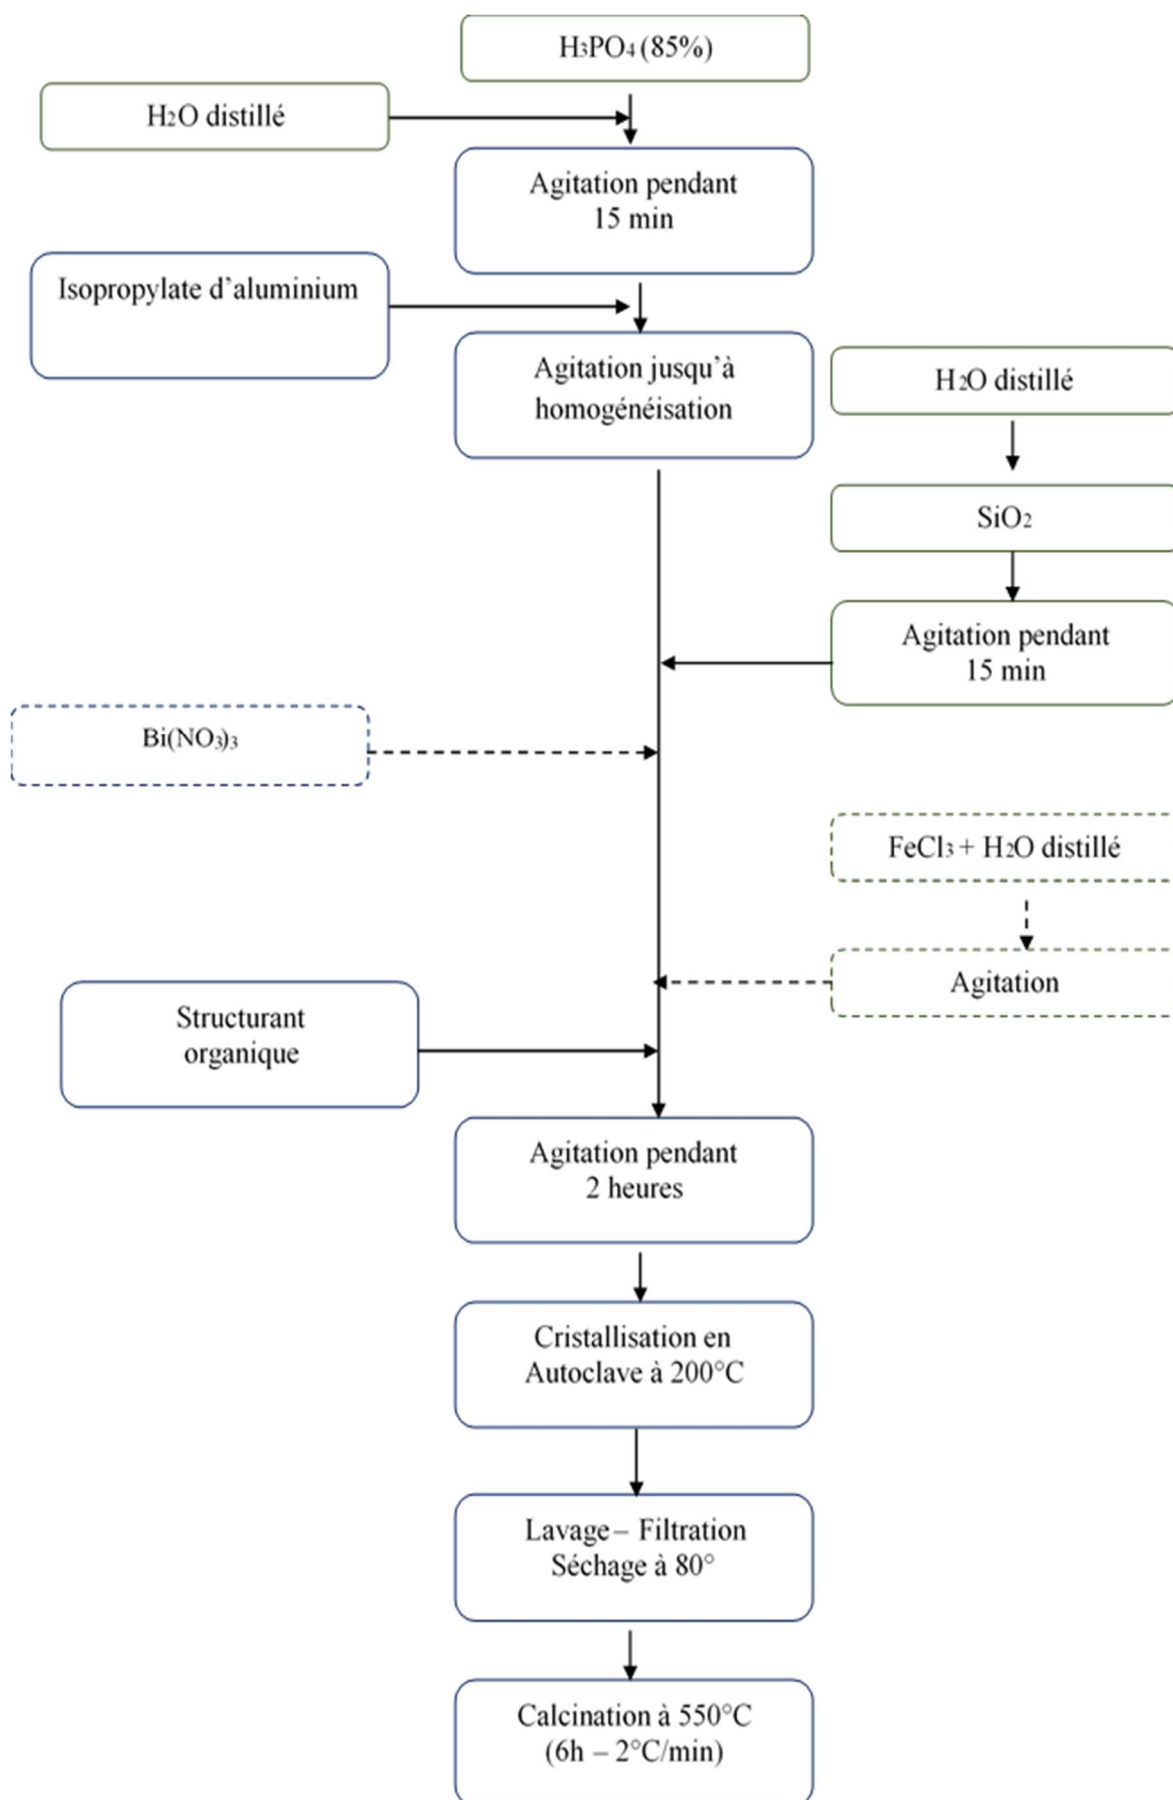 H₃PO₄ (85%)
H₂O distillé
Agitation pendant
15 min
Isopropylate d’aluminium
Agitation jusqu’à
homogénéisation
H₂O distillé
SiO₂
Agitation pendant
15 min
Bi(NO₃)₃
FeCl₃ + H₂O distillé
Agitation
Structurant
organique
Agitation pendant
2 heures
Cristallisation en
Autoclave à 200°C
Lavage – Filtration
Séchage à 80°
Calcination à 550°C
(6h – 2°C/min)